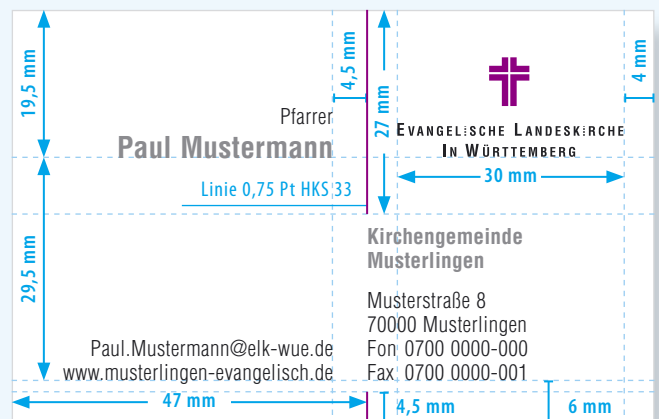 19,5 mm
4,5 mm
27 mm
4 mm
Pfarrer
Paul Mustermann
EVANGELISCHE LANDESKIRCHE
IN WÜRTTEMBERG
30 mm
Linie 0,75 Pt HKS 33
29,5 mm
Kirchengemeinde
Musterlingen
Musterstraße 8
70000 Musterlingen
Paul.Mustermann@elk-wue.de
Fon 0700 0000-000
www.musterlingen-evangelisch.de
Fax 0700 0000-001
47 mm
4,5 mm
6 mm